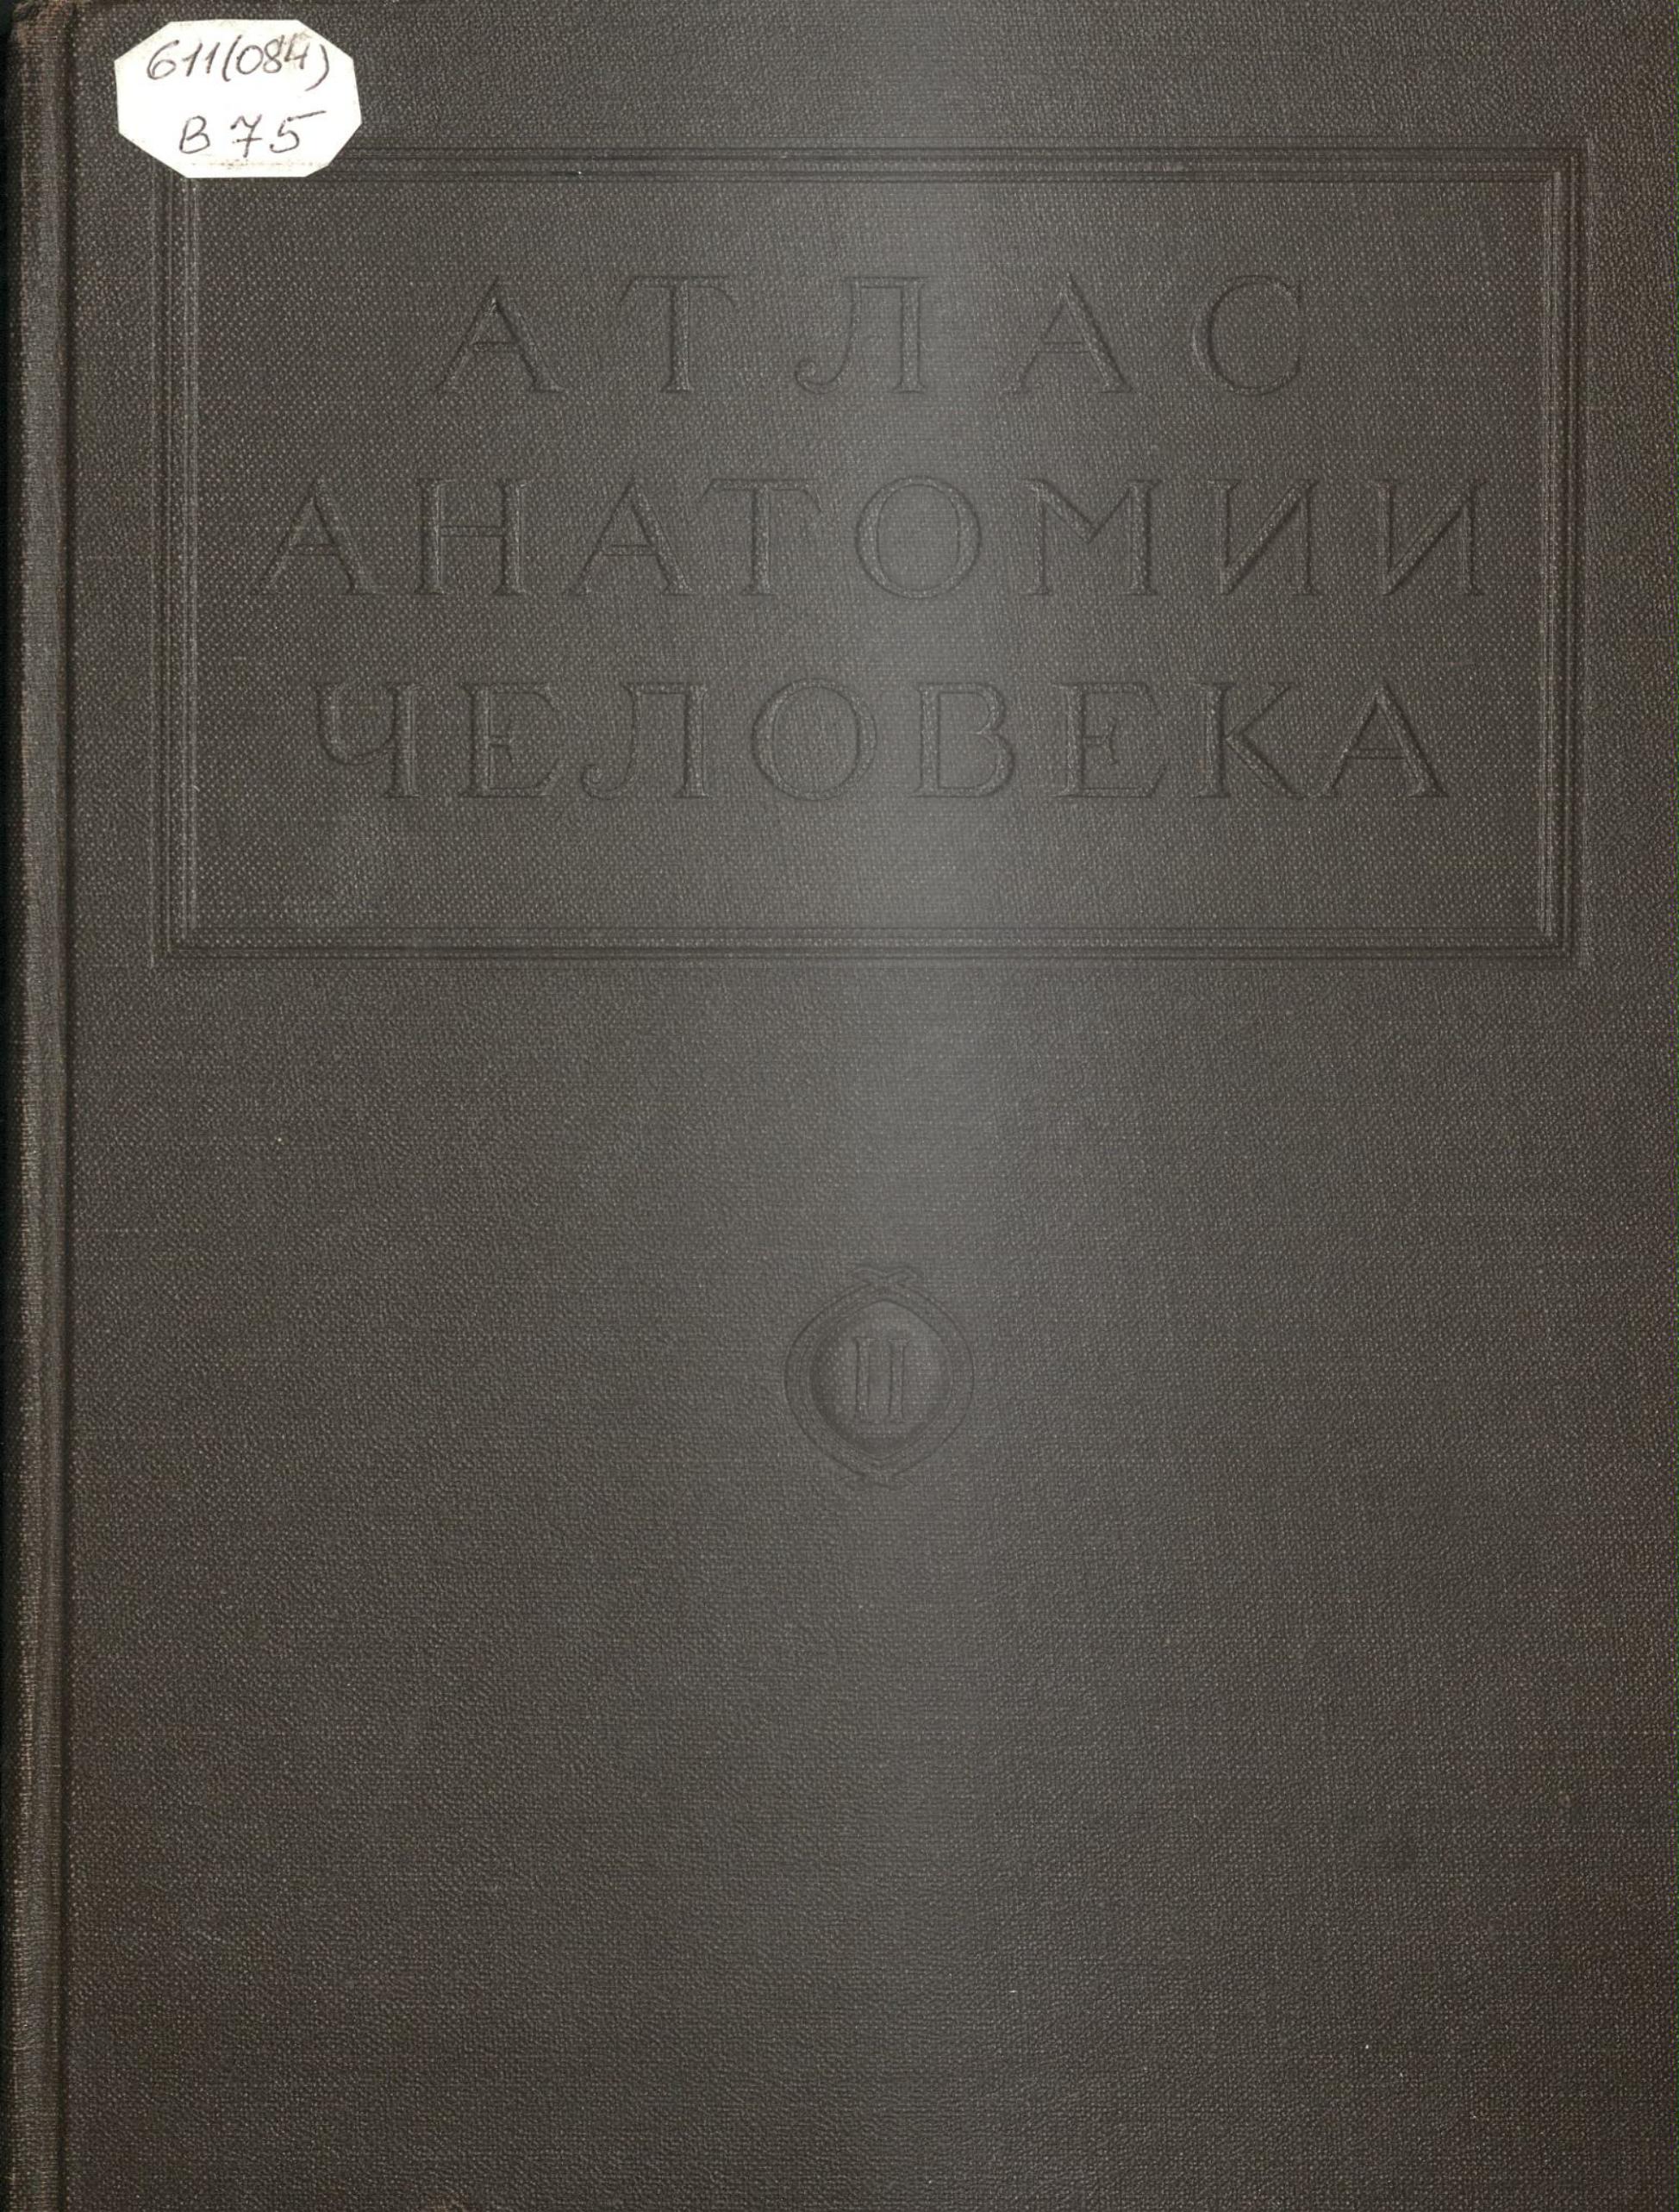 611(084)
В 75
АТЛАС
АНАТОМИИ
ЧЕЛОВЕКА
II